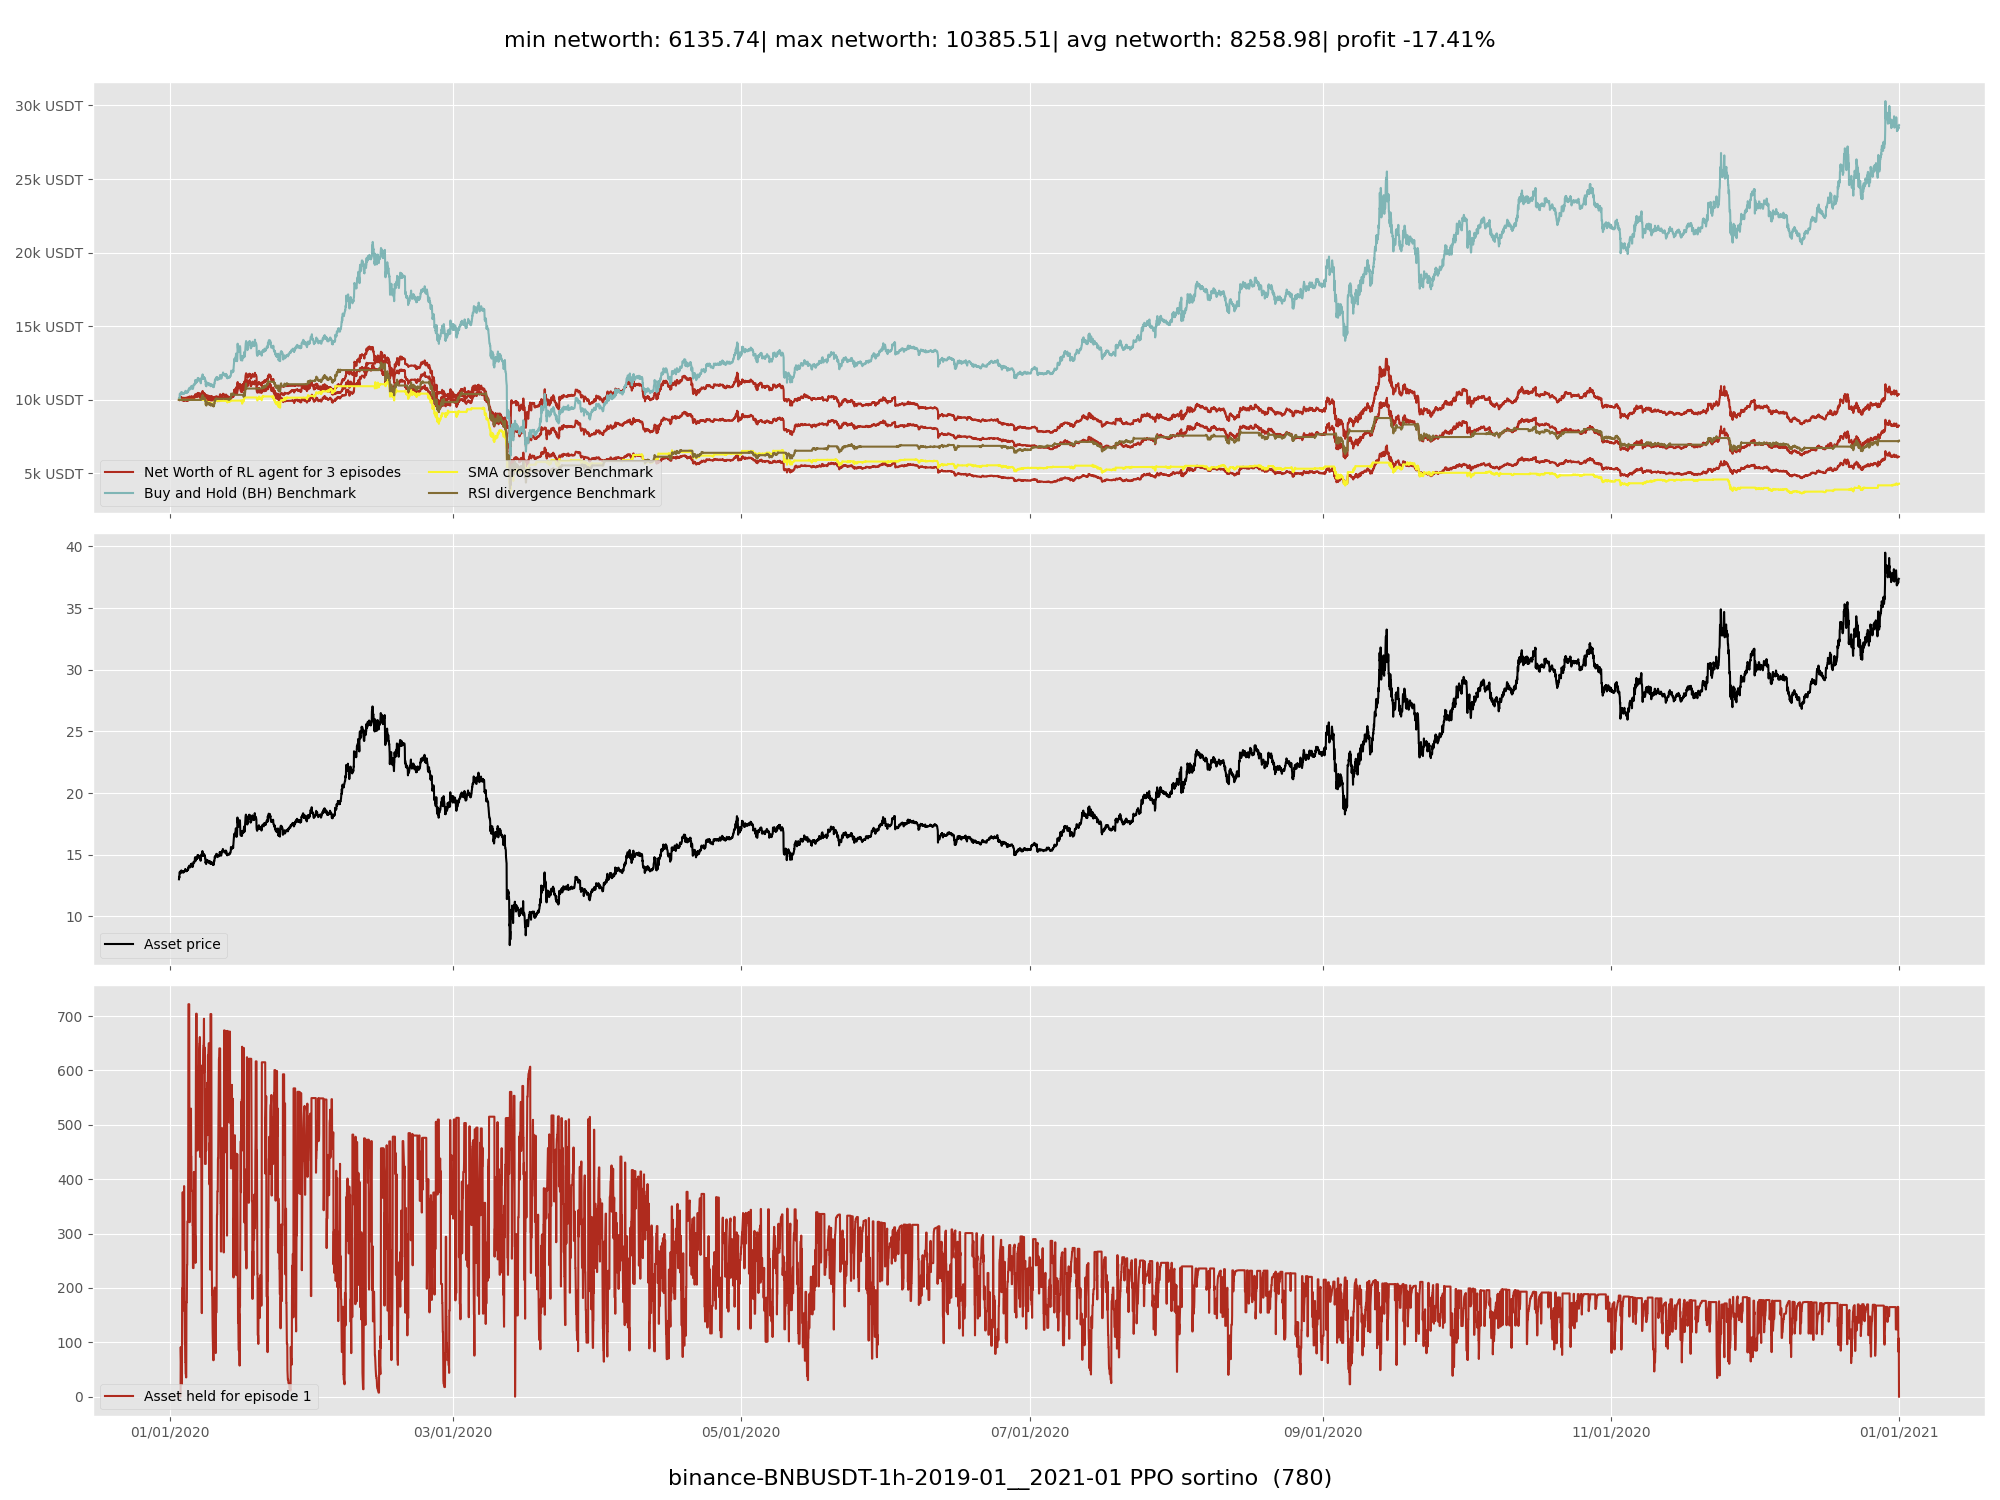 min networth: 6135.74| max networth: 10385.51| avg networth: 8258.98| profit -17.41%
30k USDT
25k USDT
20k USDT
15k USDT
10k USDT
5k USDT
Net Worth of RL agent for 3 episodes
Buy and Hold (BH) Benchmark
SMA crossover Benchmark
RSI divergence Benchmark
40
35
30
25
20
15
10
Asset price
700
600
500
400
300
200
100
0
Asset held for episode 1
01/01/2020 03/01/2020 05/01/2020 07/01/2020 09/01/2020 11/01/2020 01/01/2021
binance-BNBUSDT-1h-2019-01__2021-01 PPO sortino  (780)